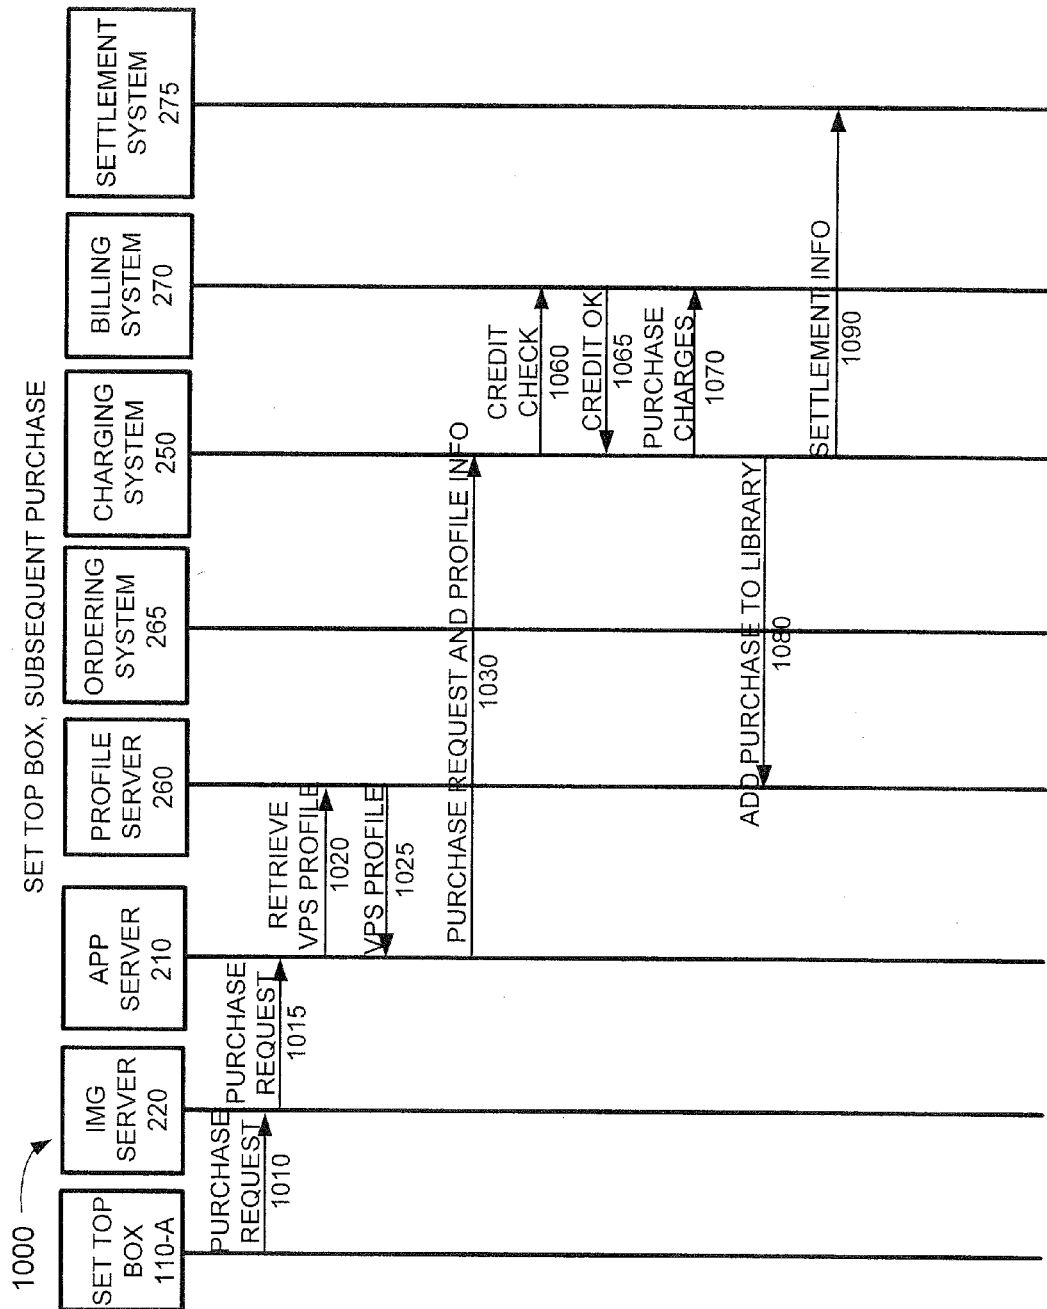 SET TOP BOX, SUBSEQUENT PURCHASE
1000
SET TOP
BOX
110-A
IMG
SERVER
220
APP
SERVER
210
PROFILE
SERVER
260
ORDERING
SYSTEM
265
CHARGING
SYSTEM
250
BILLING
SYSTEM
270
SETTLEMENT
SYSTEM
275
PURCHASE
REQUEST
1010
PURCHASE
REQUEST
1015
RETRIEVE
VPS PROFILE
1020
VPS PROFILE
1025
PURCHASE REQUEST AND PROFILE INFO
1030
CREDIT
CHECK
1060
CREDIT OK
1065
PURCHASE
CHARGES
1070
ADD PURCHASE TO LIBRARY
1080
SETTLEMENT INFO
1090